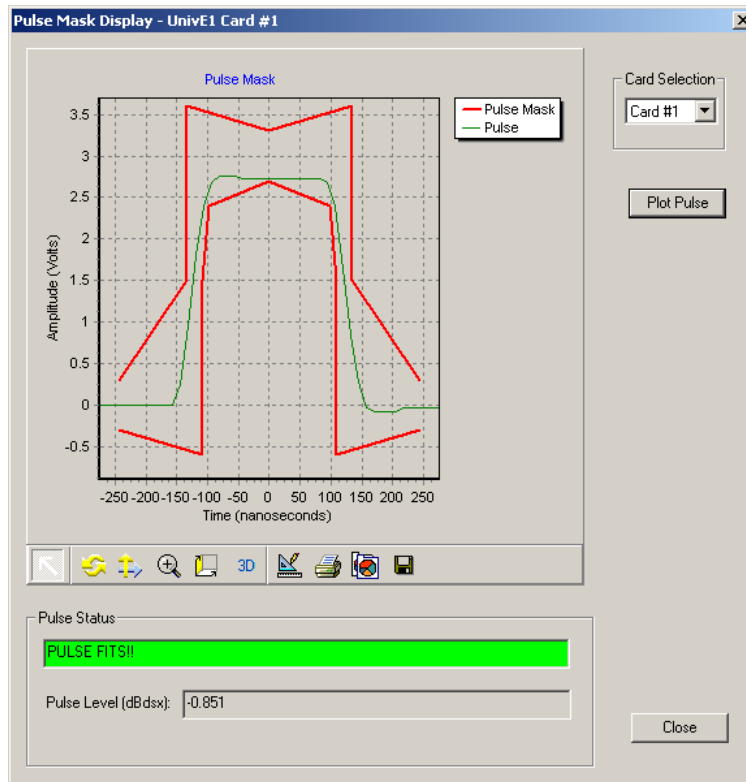 Pulse Mask Display - UnivE1 Card #1
Pulse Mask
3.5
3
2.5
2
1.5
1
0.5
0
-0.5
Amplitude (Volts)
-250 -200 -150 -100 -50 0 50 100 150 200 250
Time (nanoseconds)
Pulse Mask
Pulse
Card Selection
Card #1
Plot Pulse
3D
Pulse Status
PULSE FITS!!
Pulse Level (dBdsx): -0.851
Close